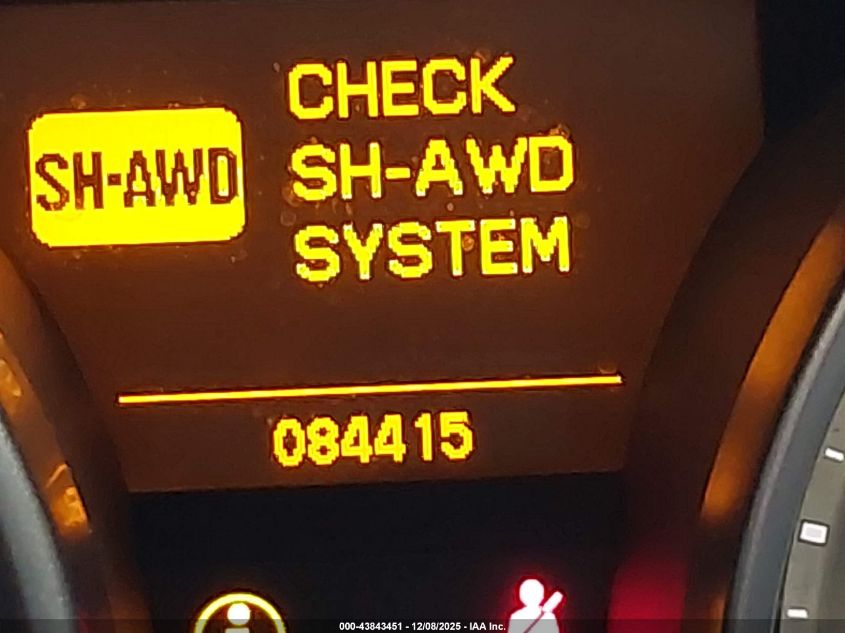 CHECK
SH-AWD
SH-AWD
SYSTEM
084415
000-43843451 - 12/08/2025 - IAA Inc.